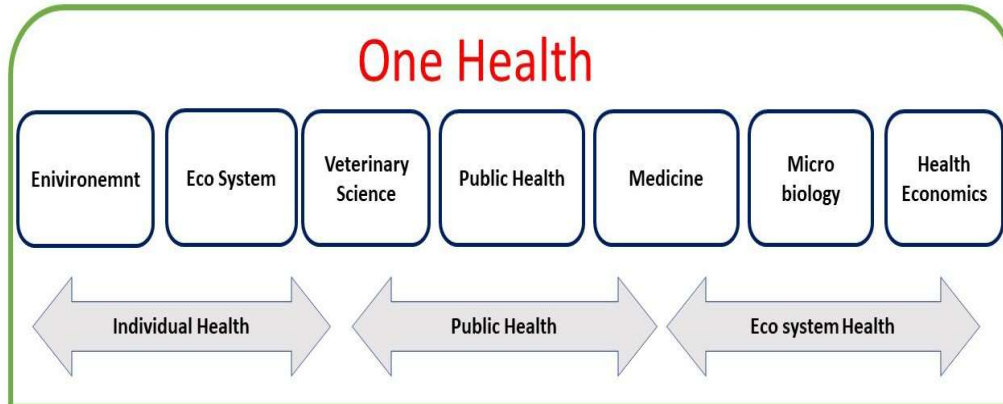 One Health
Enivironemnt
Eco System
Veterinary
Science
Public Health
Medicine
Micro
biology
Health
Economics
Individual Health
Public Health
Eco system Health